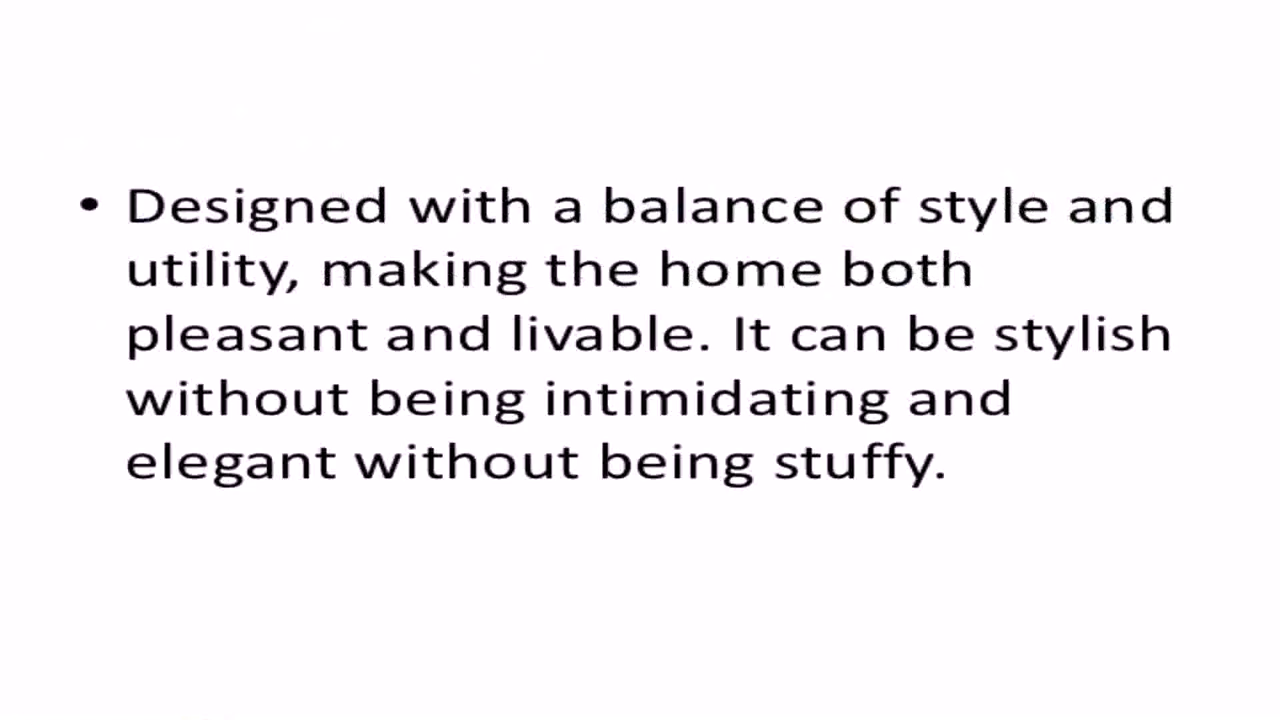 • Designed with a balance of style and
utility, making the home both
pleasant and livable. It can be stylish
without being intimidating and
elegant without being stuffy.